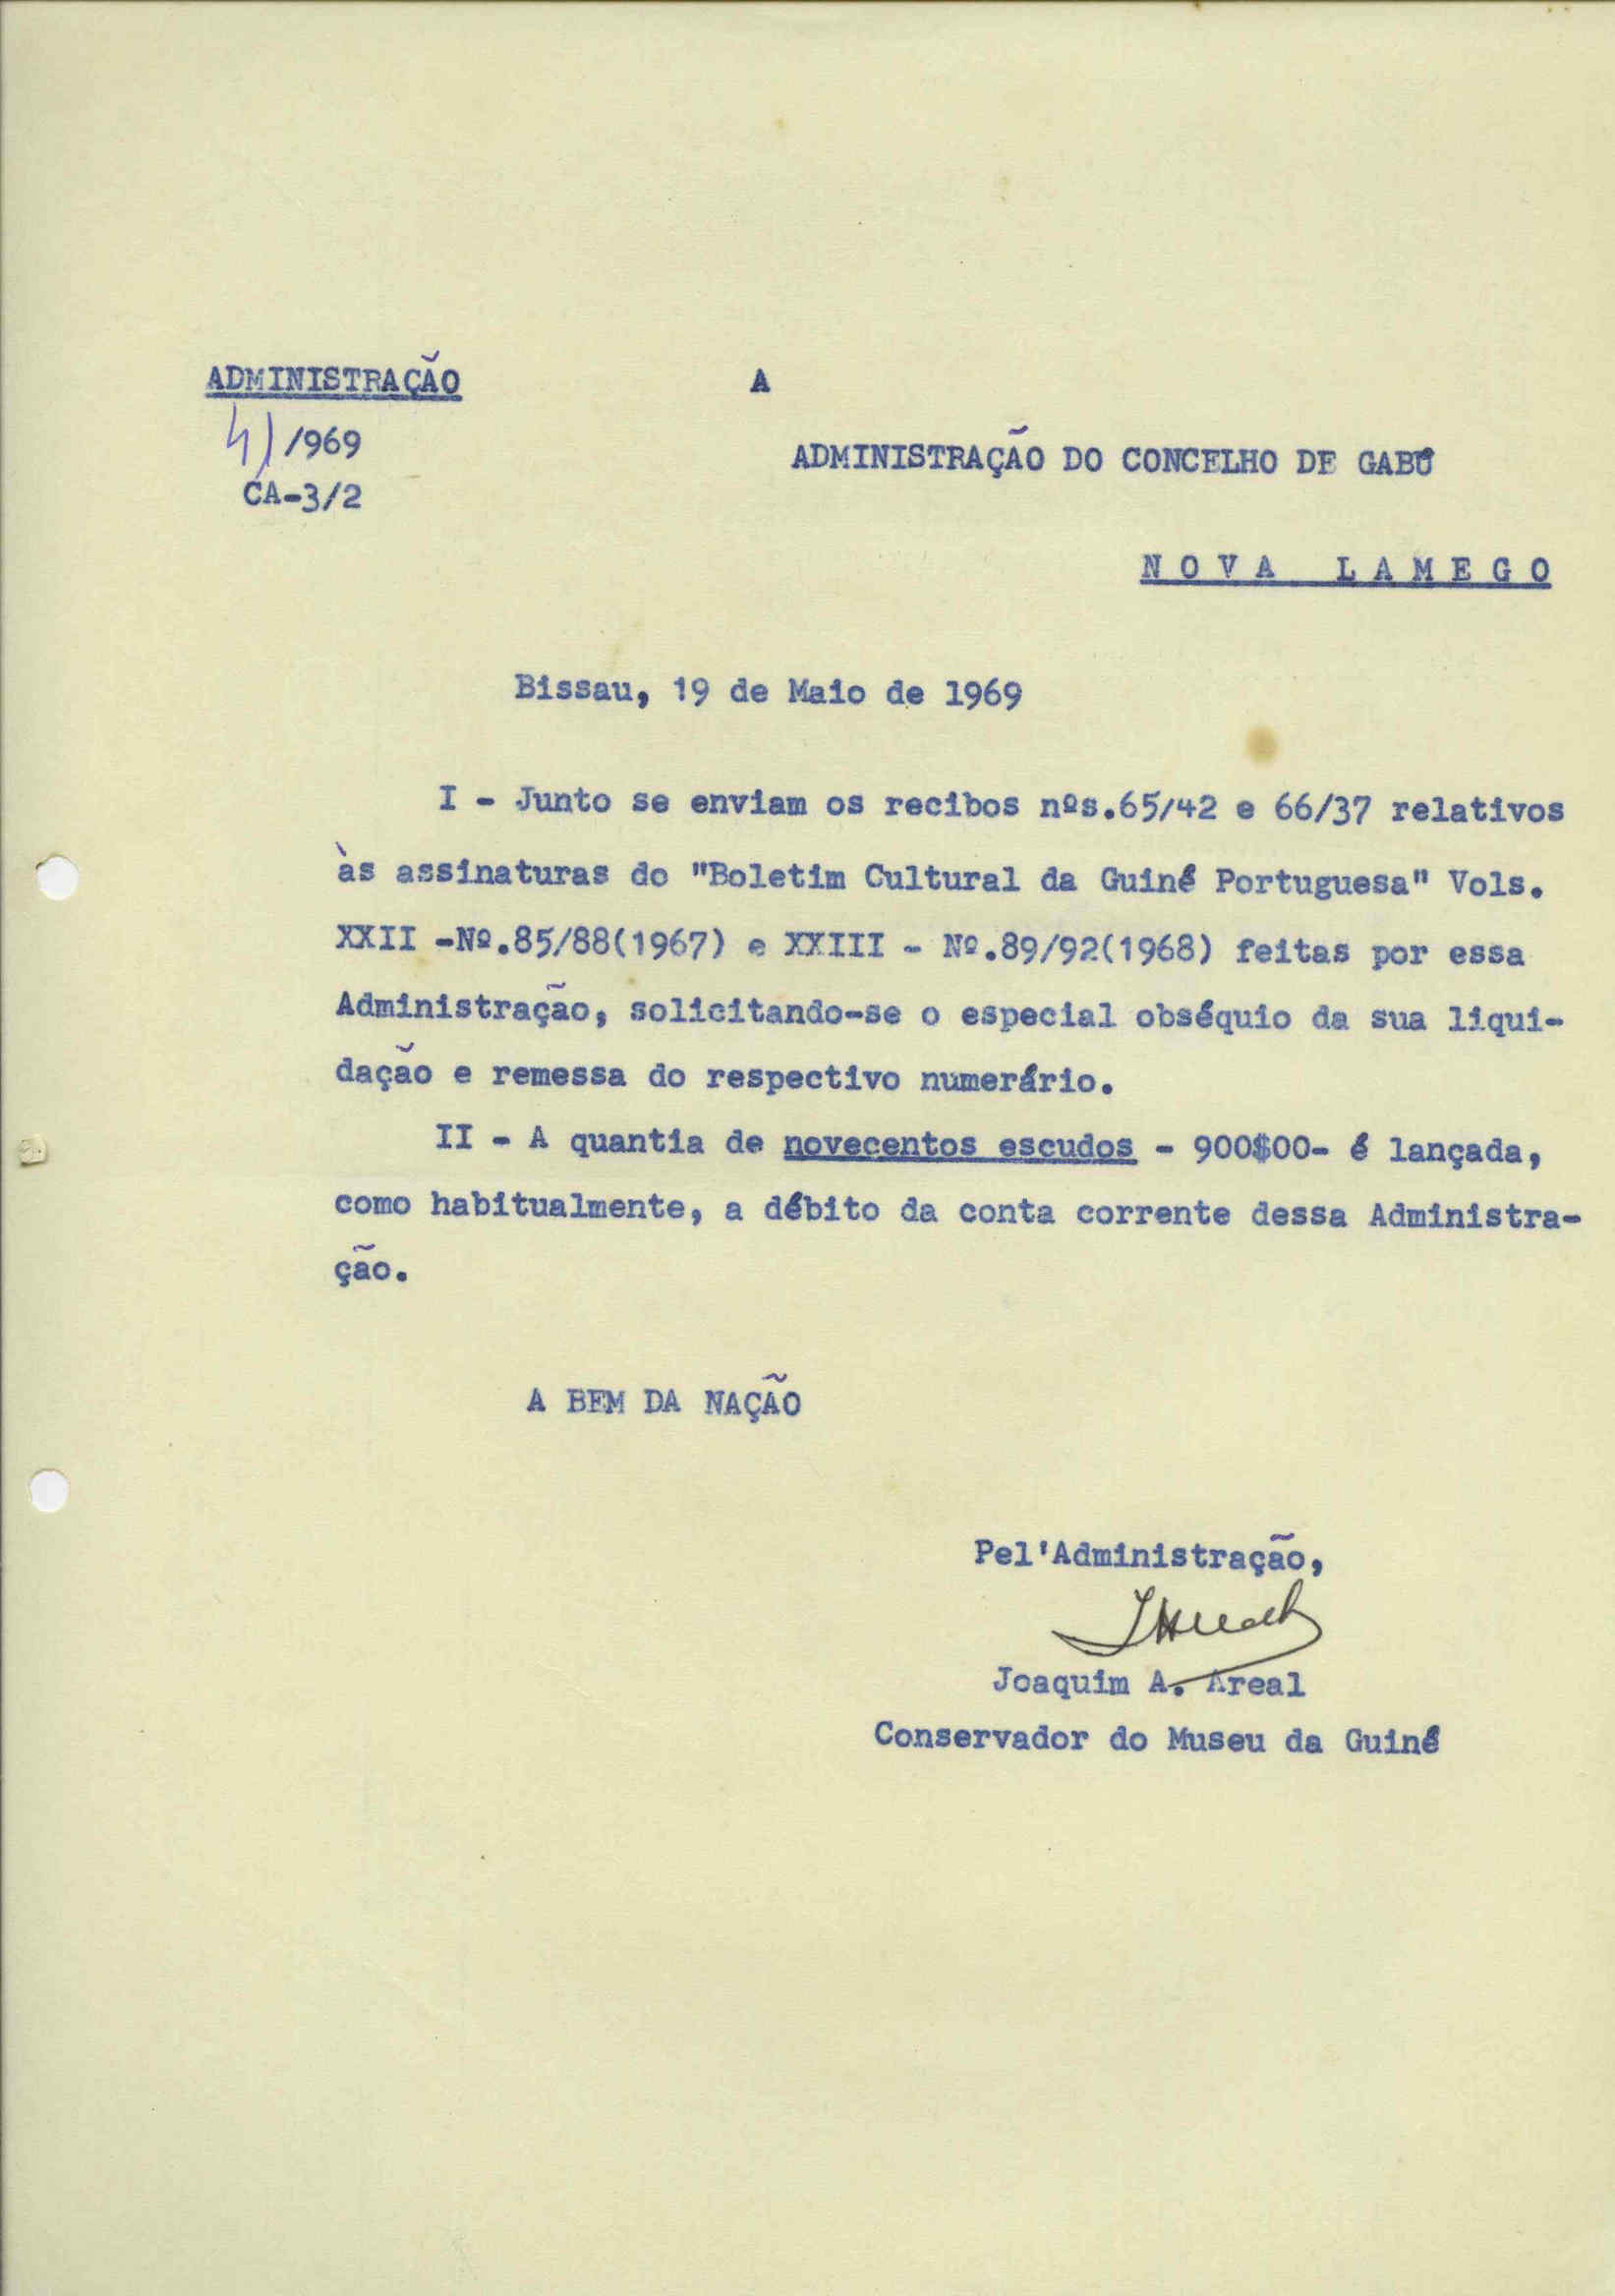 ADMINISTRAÇÃO
A
/969
CA-3/2
ADMINISTRAÇÃO DO CONCELHO DE GABÚ
NOVA LAMEGO
Bissau, 19 de Maio de 1969
I - Junto se enviam os recibos nºs.65/42 e 66/37 relativos
às assinaturas do "Boletim Cultural da Guiné Portuguesa" Vols.
XXII -Nº.85/88(1967) e XXIII - Nº.89/92(1968) feitas por essa
Administração, solicitando-se o especial obséquio da sua liqui-
dação e remessa do respectivo numerário.
II - A quantia de novecentos escudos - 900$00- é lançada,
como habitualmente, a débito da conta corrente dessa Administra-
ção.
A BEM DA NAÇÃO
Pel'Administração,
Joaquim A. Areal
Conservador do Museu da Guiné